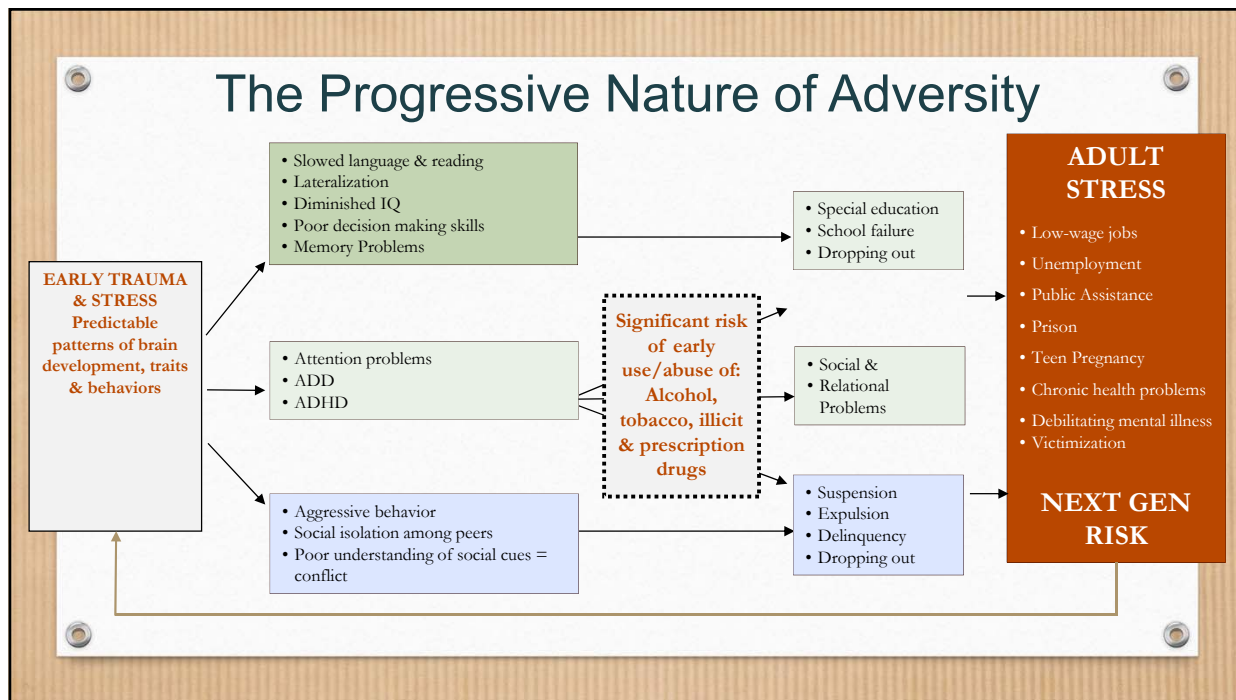 The Progressive Nature of Adversity
EARLY TRAUMA
& STRESS
Predictable
patterns of brain
development, traits
& behaviors
• Slowed language & reading
• Lateralization
• Diminished IQ
• Poor decision making skills
• Memory Problems
• Attention problems
• ADD
• ADHD
• Aggressive behavior
• Social isolation among peers
• Poor understanding of social cues =
conflict
Significant risk
of early
use/abuse of:
Alcohol,
tobacco, illicit
& prescription
drugs
• Special education
• School failure
• Dropping out
• Social &
• Relational
Problems
• Suspension
• Expulsion
• Delinquency
• Dropping out
ADULT
STRESS
• Low-wage jobs
• Unemployment
• Public Assistance
• Prison
• Teen Pregnancy
• Chronic health problems
• Debilitating mental illness
• Victimization
NEXT GEN
RISK